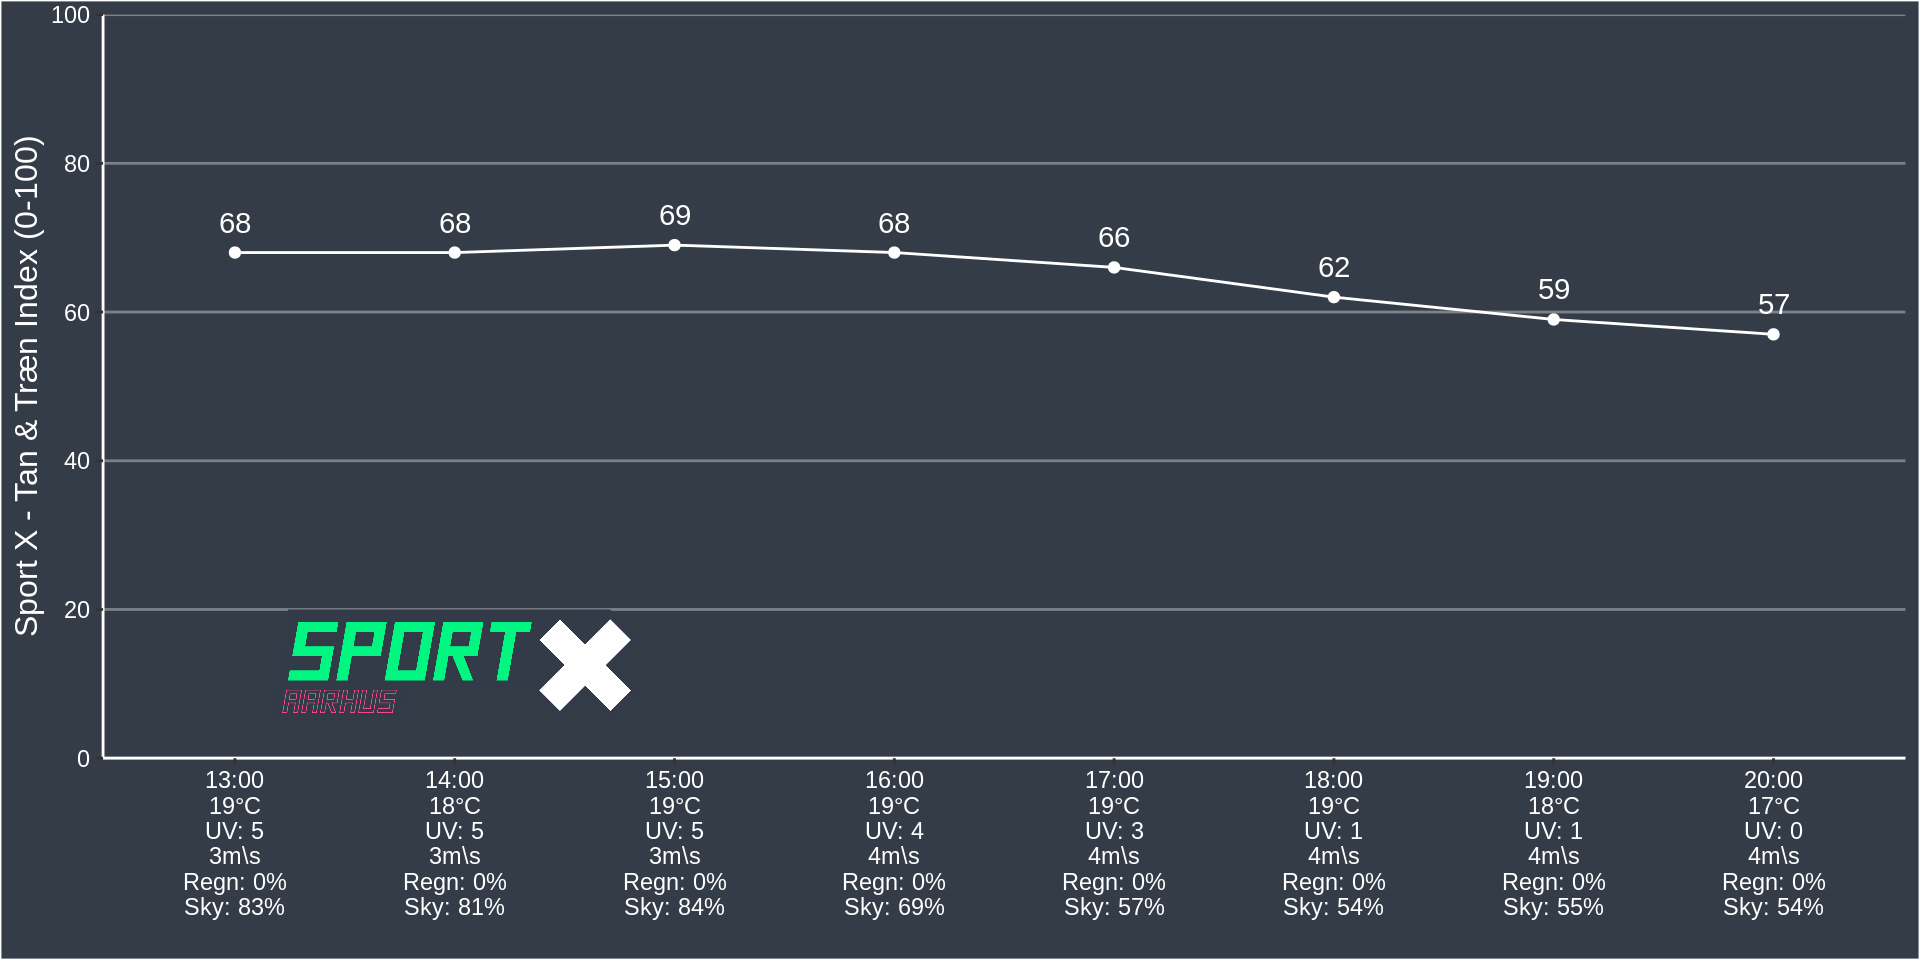 Sport X - Tan & Træn Index (0-100)
100
80
60
40
20
0
68
68
69
68
66
62
59
57
SPORT X
AARHUS
13:00
19°C
UV: 5
3m\s
Regn: 0%
Sky: 83%
14:00
18°C
UV: 5
3m\s
Regn: 0%
Sky: 81%
15:00
19°C
UV: 5
3m\s
Regn: 0%
Sky: 84%
16:00
19°C
UV: 4
4m\s
Regn: 0%
Sky: 69%
17:00
19°C
UV: 3
4m\s
Regn: 0%
Sky: 57%
18:00
19°C
UV: 1
4m\s
Regn: 0%
Sky: 54%
19:00
18°C
UV: 1
4m\s
Regn: 0%
Sky: 55%
20:00
17°C
UV: 0
4m\s
Regn: 0%
Sky: 54%